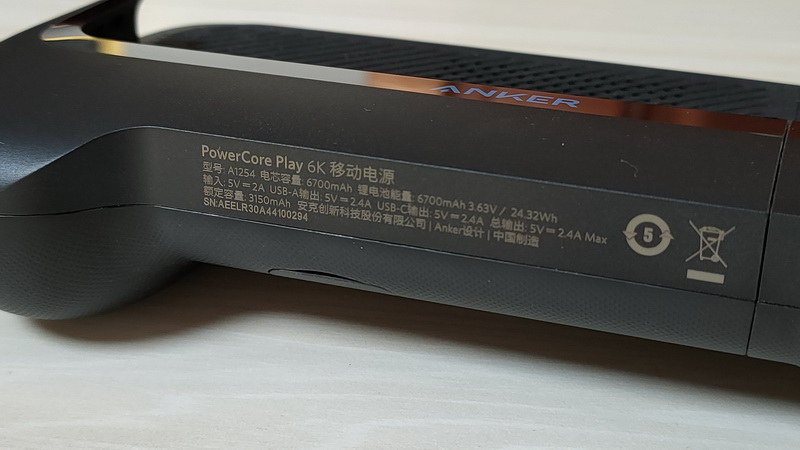 ANKER
PowerCore Play 6K 移动电源
型号: A1254 电芯容量: 6700mAh 锂电池能量: 6700mAh 3.63V / 24.32Wh
输入: 5V⎓2A USB-A输出: 5V⎓2.4A USB-C输出: 5V⎓2.4A 总输出: 5V⎓2.4A Max
额定容量: 3150mAh 安克创新科技股份有限公司 | Anker设计 | 中国制造
SN:AEELR30A44100294
5